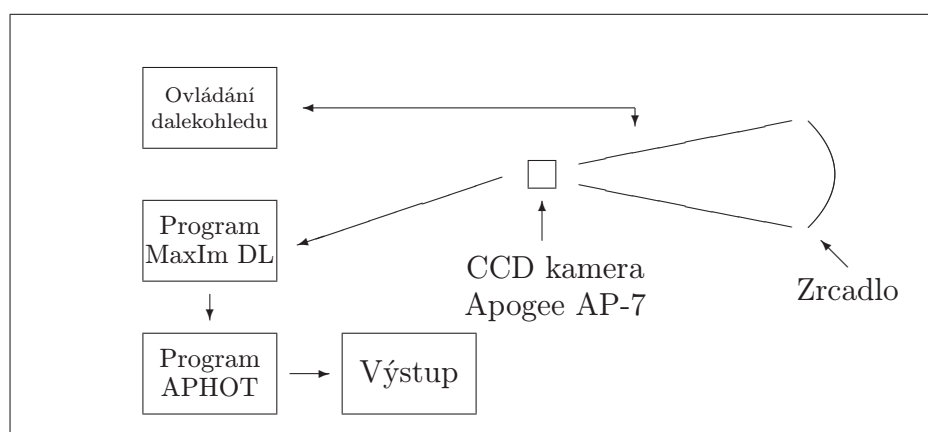 Ovládání
dalekohledu
Program
MaxIm DL
CCD kamera
Apogee AP-7
Zrcadlo
Program
APHOT
Výstup